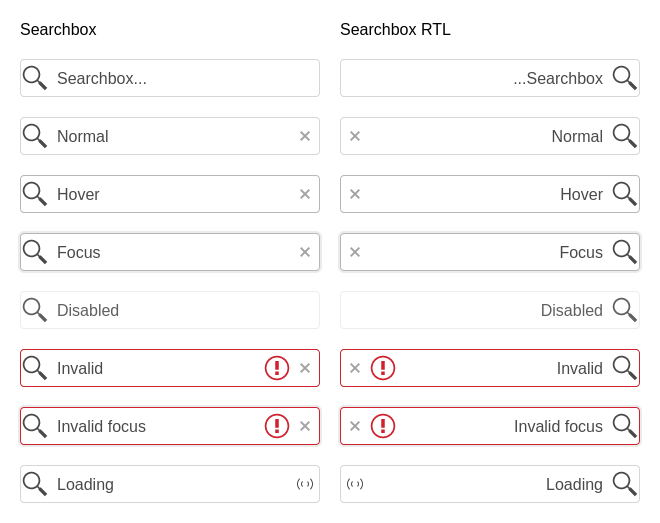 Searchbox
Searchbox...
Normal
Hover
Focus
Disabled
Invalid
Invalid focus
Loading
Searchbox RTL
...Searchbox
Normal
Hover
Focus
Disabled
Invalid
Invalid focus
Loading